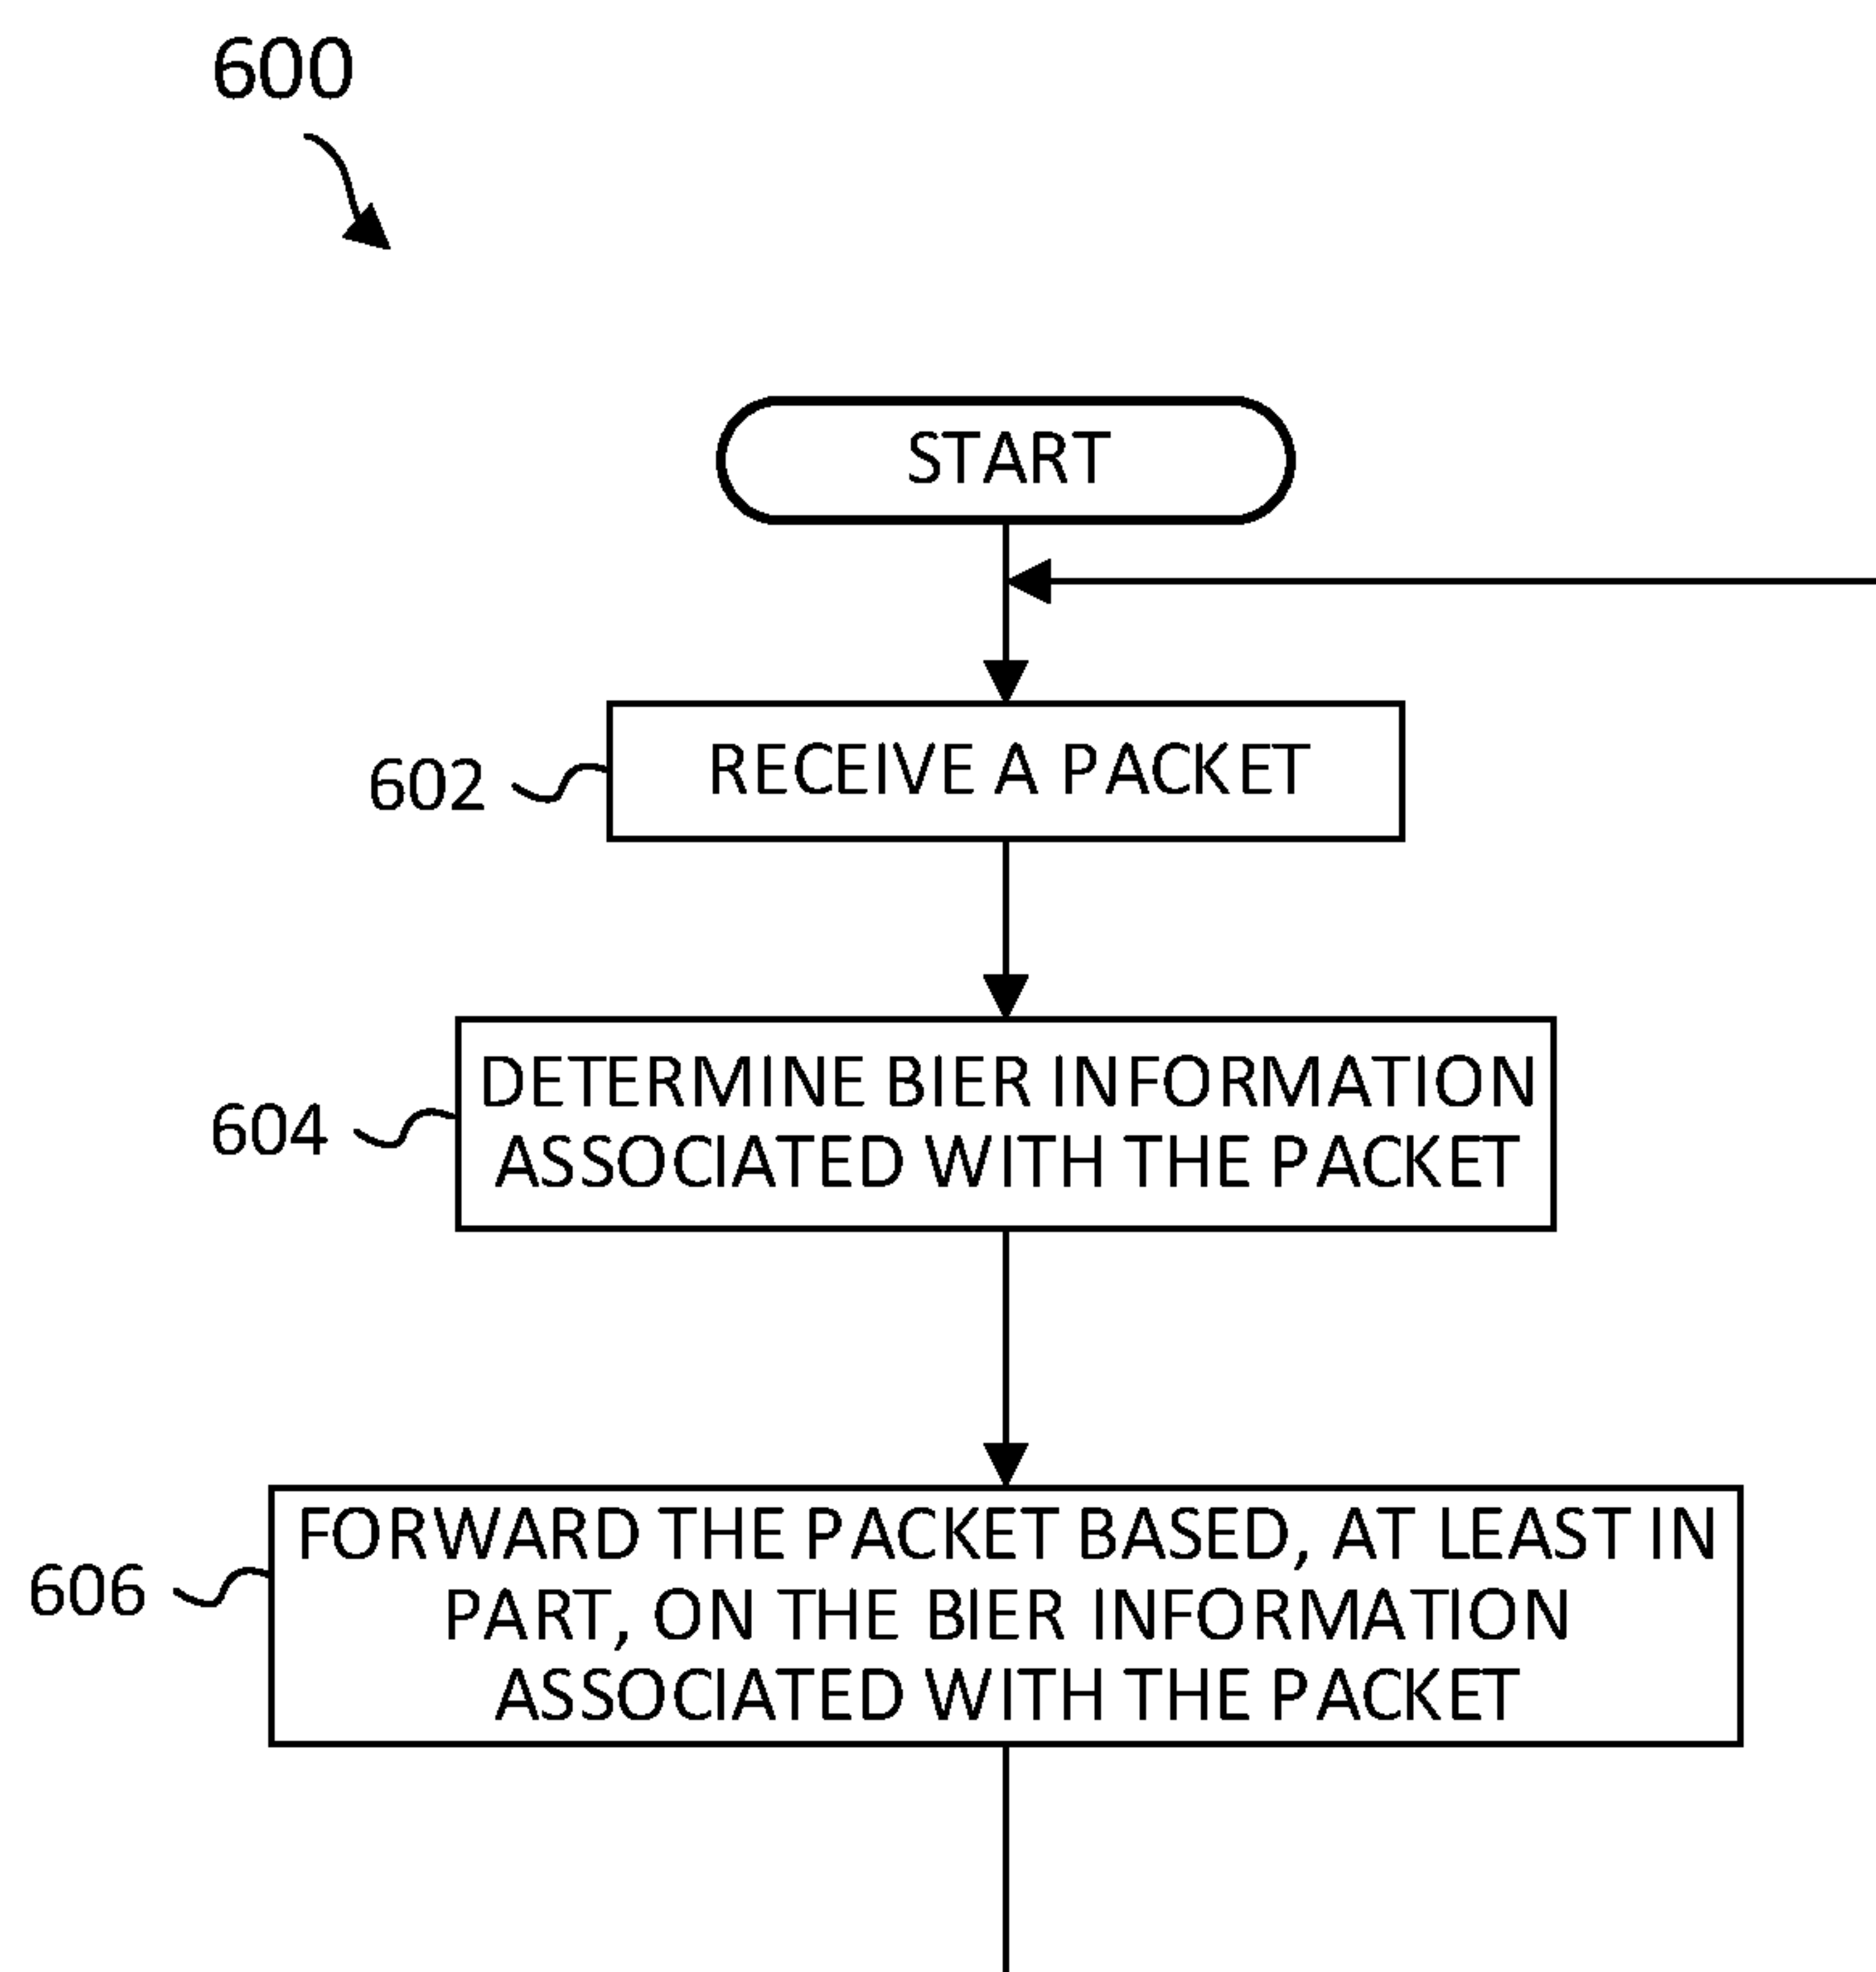 600
START
602
RECEIVE A PACKET
604
DETERMINE BIER INFORMATION
ASSOCIATED WITH THE PACKET
606
FORWARD THE PACKET BASED, AT LEAST IN
PART, ON THE BIER INFORMATION
ASSOCIATED WITH THE PACKET